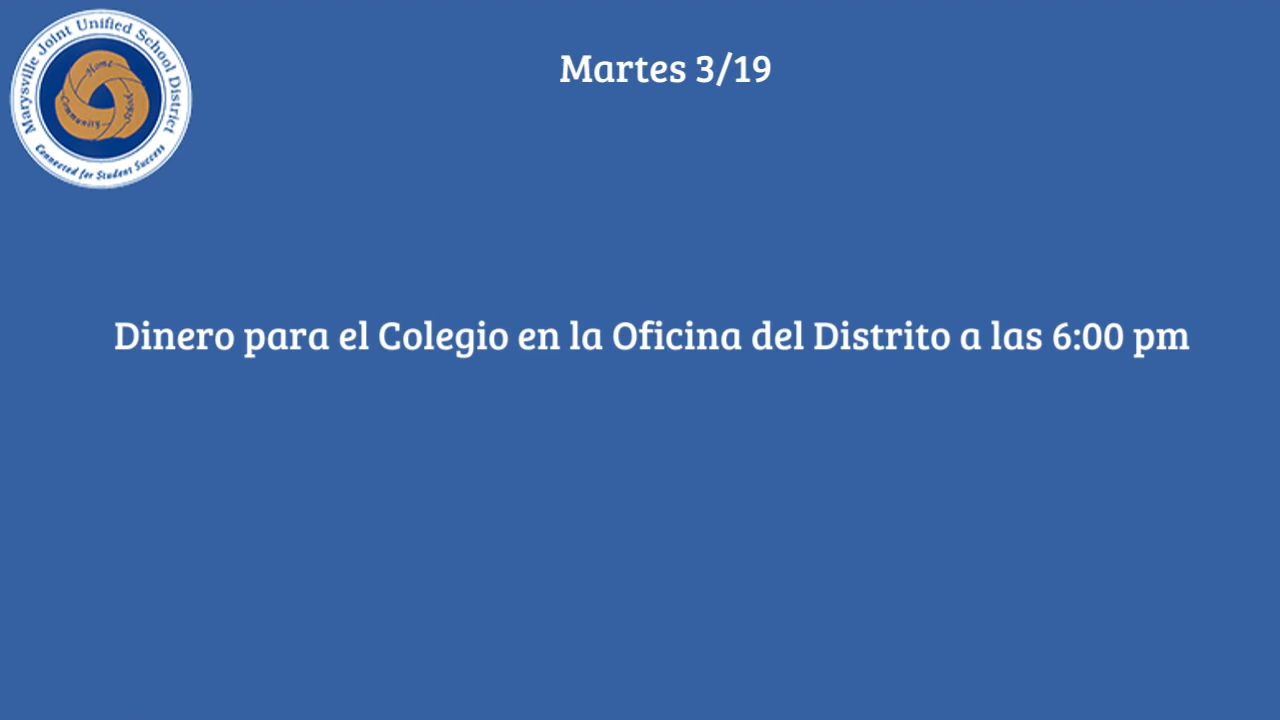 Marysville Joint Unified School District
Home
Community
School
Connected for Student Success
Martes 3/19
Dinero para el Colegio en la Oficina del Distrito a las 6:00 pm